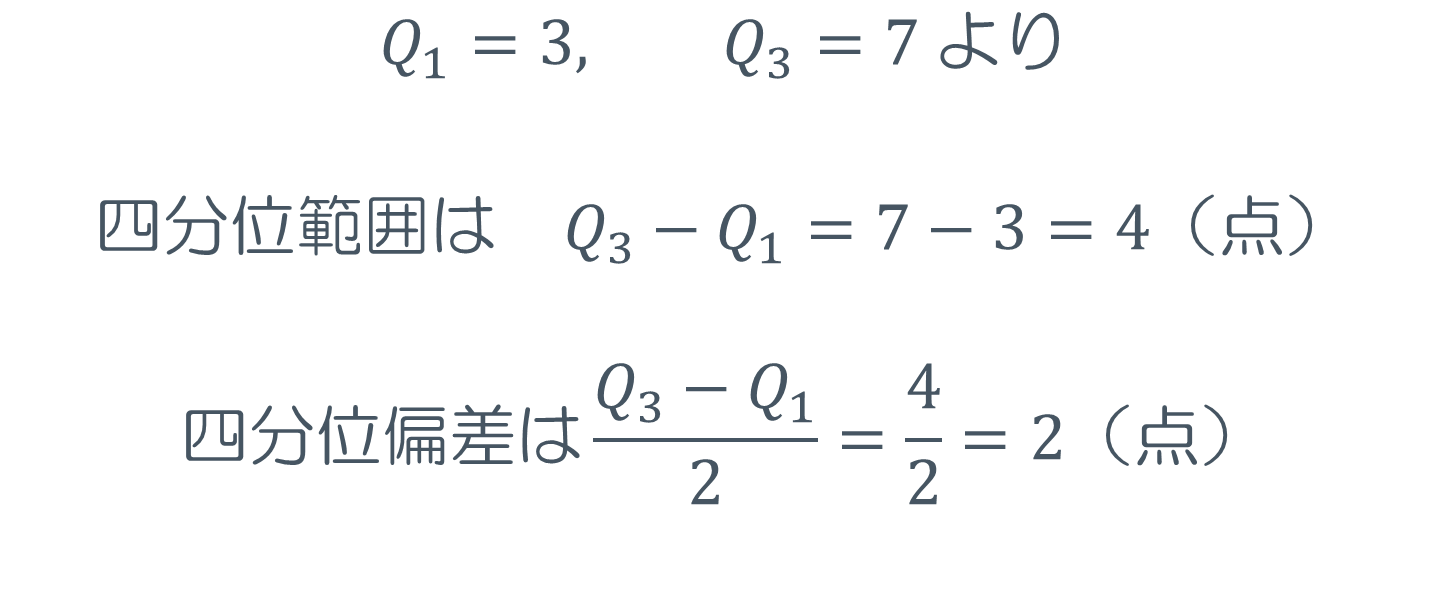 Q₁ = 3, Q₃ = 7 より
四分位範囲は Q₃ − Q₁ = 7 − 3 = 4（点）
四分位偏差は (Q₃ − Q₁)/2 = 4/2 = 2（点）